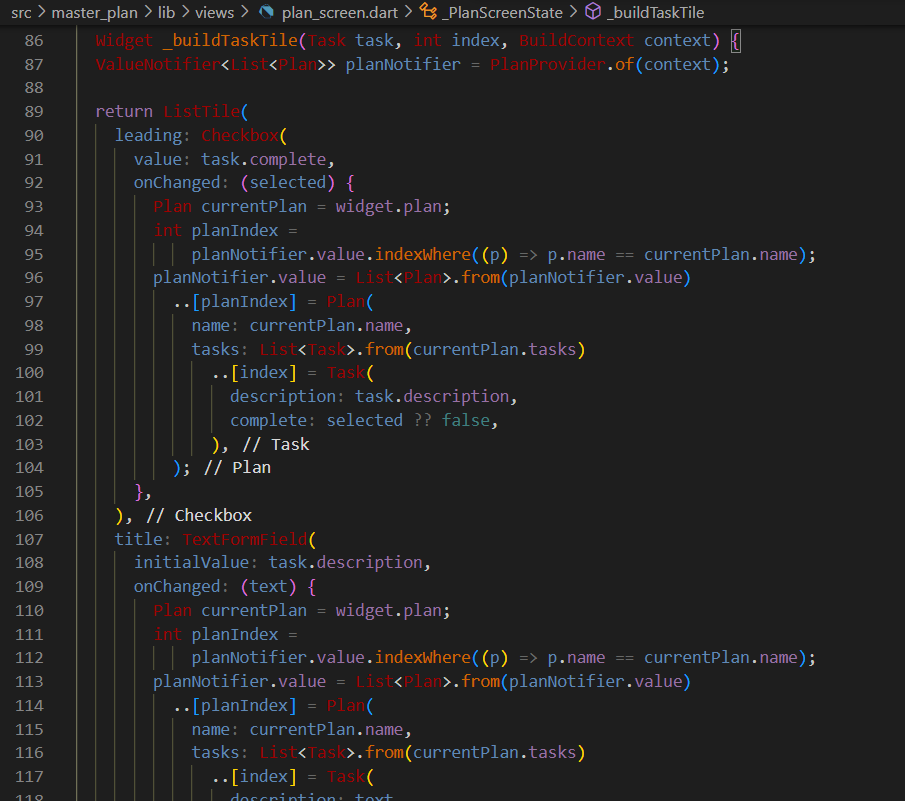 src > master_plan > lib > views > plan_screen.dart > _PlanScreenState > _buildTaskTile
86 Widget _buildTaskTile(Task task, int index, BuildContext context) {
87 ValueNotifier<List<Plan>> planNotifier = PlanProvider.of(context);
88
89 return ListTile(
90 leading: Checkbox(
91 value: task.complete,
92 onChanged: (selected) {
93 Plan currentPlan = widget.plan;
94 int planIndex =
95 planNotifier.value.indexWhere((p) => p.name == currentPlan.name);
96 planNotifier.value = List<Plan>.from(planNotifier.value)
97 ..[planIndex] = Plan(
98 name: currentPlan.name,
99 tasks: List<Task>.from(currentPlan.tasks)
100 ..[index] = Task(
101 description: task.description,
102 complete: selected ?? false,
103 ), // Task
104 ); // Plan
105 },
106 ), // Checkbox
107 title: TextFormField(
108 initialValue: task.description,
109 onChanged: (text) {
110 Plan currentPlan = widget.plan;
111 int planIndex =
112 planNotifier.value.indexWhere((p) => p.name == currentPlan.name);
113 planNotifier.value = List<Plan>.from(planNotifier.value)
114 ..[planIndex] = Plan(
115 name: currentPlan.name,
116 tasks: List<Task>.from(currentPlan.tasks)
117 ..[index] = Task(
118 description: text